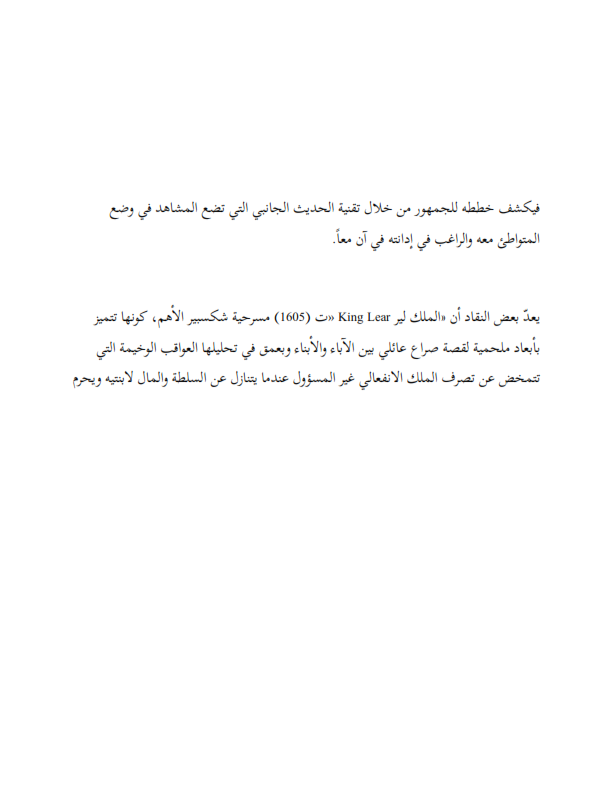 فيكشف خططه للجمهور من خلال تقنية الحديث الجانبي التي تضع المشاهد في وضع
المتواطئ معه والراغب في إدانته في آن معاً.
يعدّ بعض النقاد أن «الملك لير King Lear »ت (1605) مسرحية شكسبير الأهم، كونها تتميز
بأبعاد ملحمية لقصة صراع عائلي بين الآباء والأبناء وبعمق في تحليلها العواقب الوخيمة التي
تتمخض عن تصرف الملك الانفعالي غير المسؤول عندما يتنازل عن السلطة والمال لابنتيه ويحرم